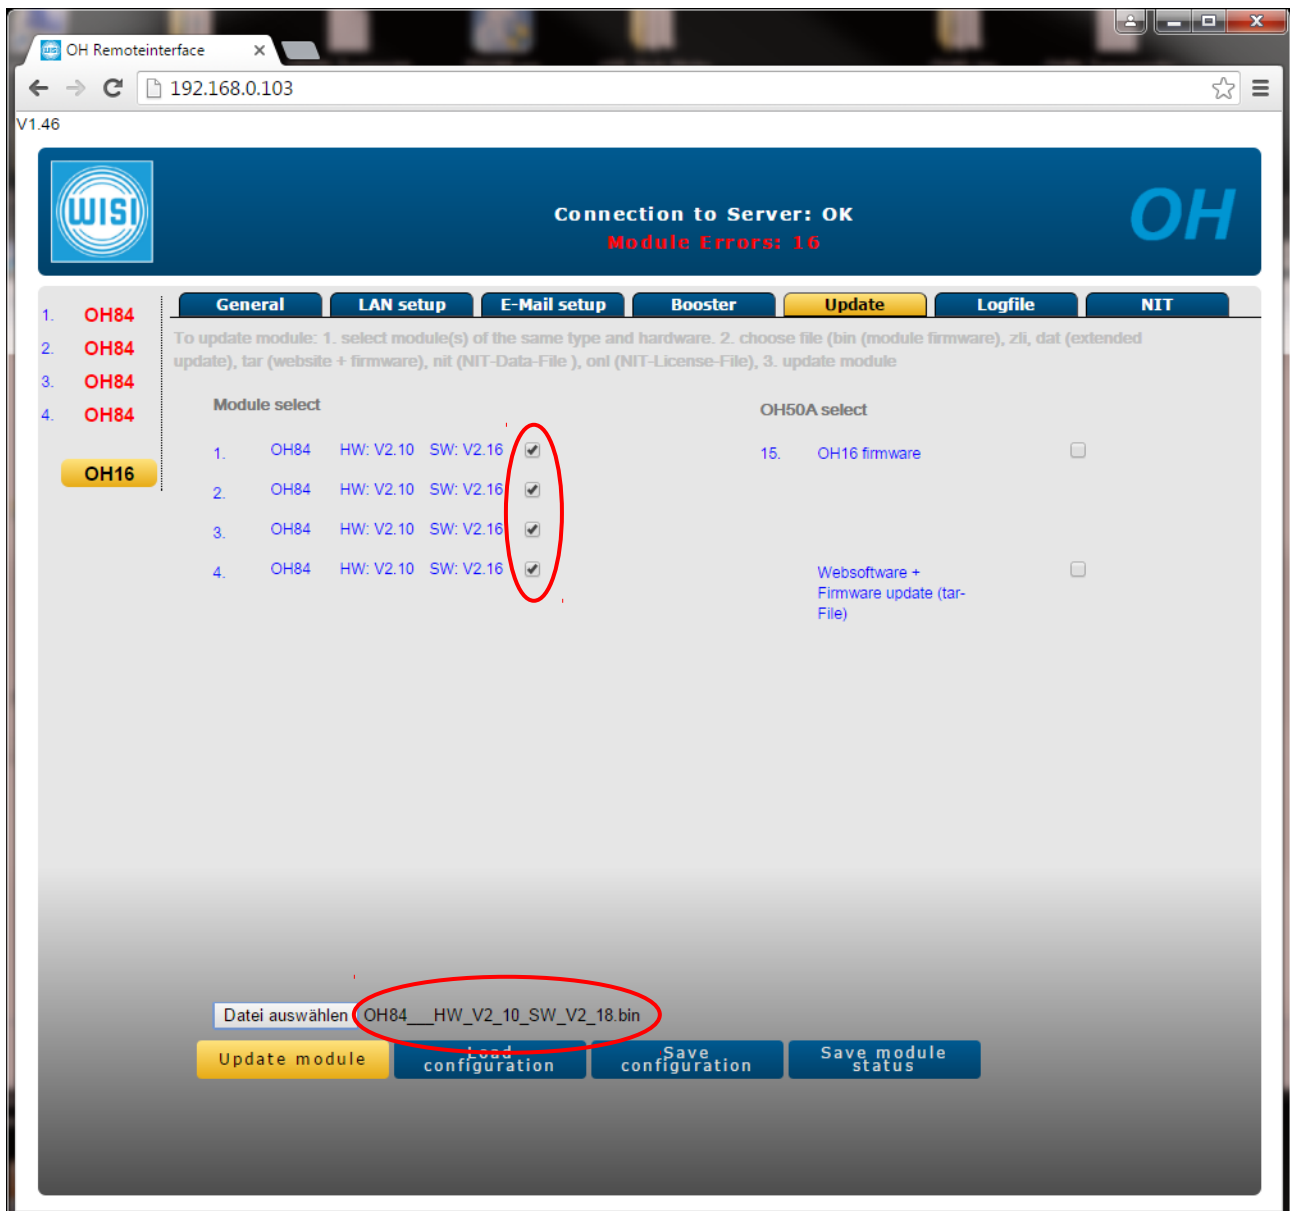 OH Remoteinterface
192.168.0.103
V1.46
WISI
Connection to Server: OK
Module Errors: 16
OH
1. OH84
2. OH84
3. OH84
4. OH84
OH16
General LAN setup E-Mail setup Booster Update Logfile NIT
To update module: 1. select module(s) of the same type and hardware. 2. choose file (bin (module firmware), zfi, dat (extended
update), tar (website + firmware), nit (NIT-Data-File ), onl (NIT-License-File), 3. update module
Module select
1. OH84 HW: V2.10 SW: V2.16
2. OH84 HW: V2.10 SW: V2.16
3. OH84 HW: V2.10 SW: V2.16
4. OH84 HW: V2.10 SW: V2.16
OH50A select
15. OH16 firmware
Websoftware +
Firmware update (tar-
File)
Datei auswählen OH84___HW_V2_10_SW_V2_18.bin
Update module
Load
configuration
Save
configuration
Save module
status